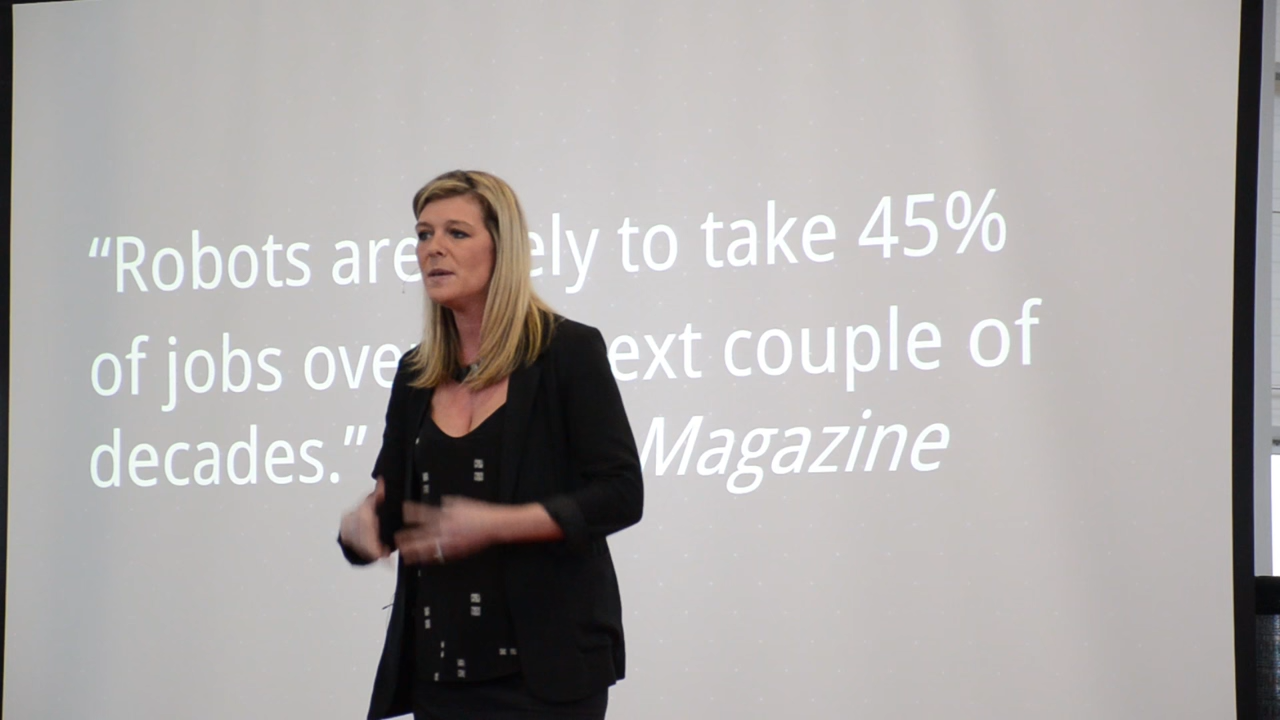 “Robots are ely to take 45%
of jobs ove ext couple of
decades.” Magazine